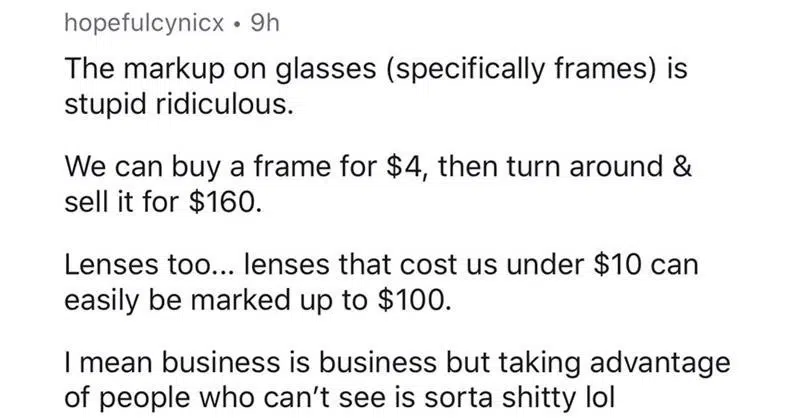 hopefulcynicx • 9h
The markup on glasses (specifically frames) is
stupid ridiculous.
We can buy a frame for $4, then turn around &
sell it for $160.
Lenses too... lenses that cost us under $10 can
easily be marked up to $100.
I mean business is business but taking advantage
of people who can’t see is sorta shitty lol